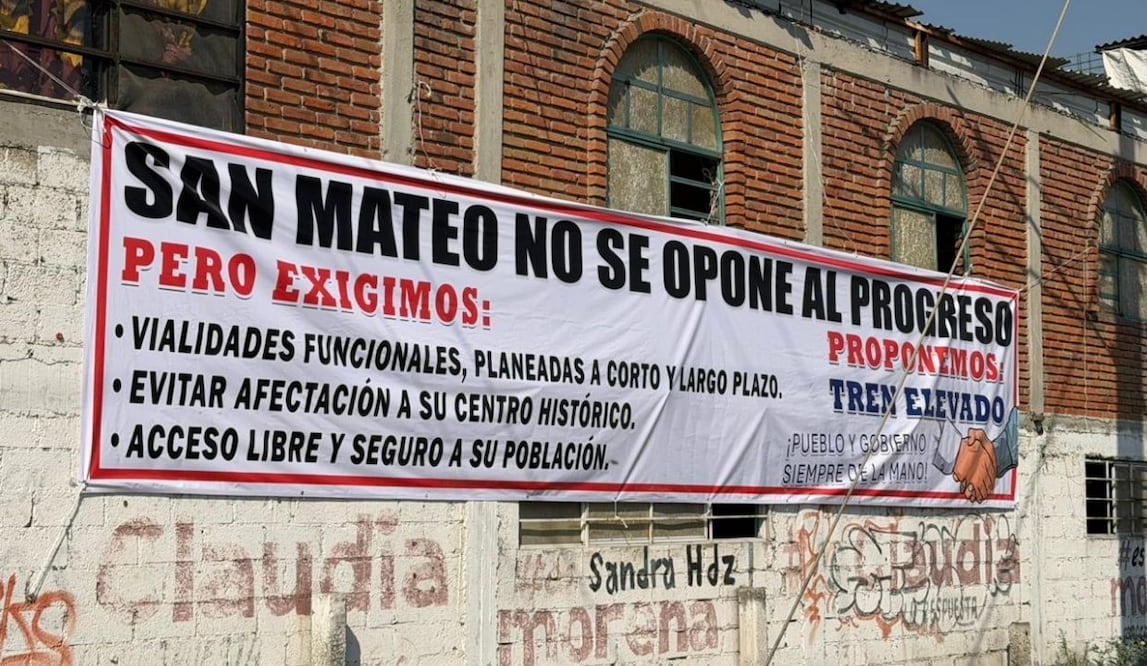 SAN MATEO NO SE OPONE AL PROGRESO
PERO EXIGIMOS:
• VIALIDADES FUNCIONALES, PLANEADAS A CORTO Y LARGO PLAZO.
• EVITAR AFECTACIÓN A SU CENTRO HISTÓRICO.
• ACCESO LIBRE Y SEGURO A SU POBLACIÓN.
PROPONEMOS:
TREN ELEVADO
¡PUEBLO Y GOBIERNO
SIEMPRE DE LA MANO!
Claudia
Sandra Hdz
morena
LA RESPUESTA